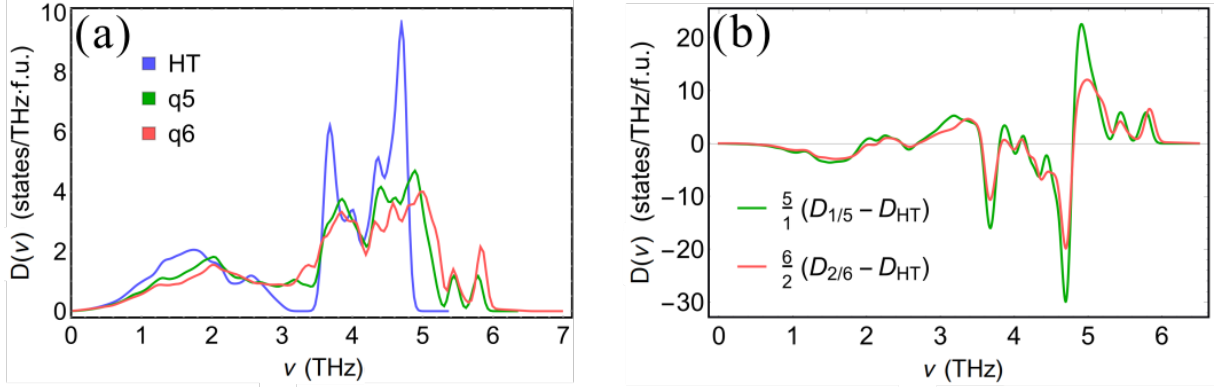 (a)
D(ν) (states/THz·f.u.)
10
8
6
4
2
0
HT
q5
q6
0 1 2 3 4 5 6 7
ν (THz)
(b)
D(ν) (states/THz/f.u.)
20
10
0
−10
−20
−30
5/1 (D1/5 − DHT)
6/2 (D2/6 − DHT)
0 1 2 3 4 5 6
ν (THz)